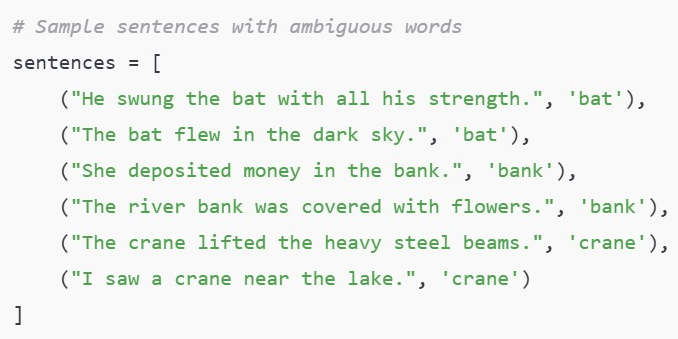 # Sample sentences with ambiguous words
sentences = [
    ("He swung the bat with all his strength.", 'bat'),
    ("The bat flew in the dark sky.", 'bat'),
    ("She deposited money in the bank.", 'bank'),
    ("The river bank was covered with flowers.", 'bank'),
    ("The crane lifted the heavy steel beams.", 'crane'),
    ("I saw a crane near the lake.", 'crane')
]